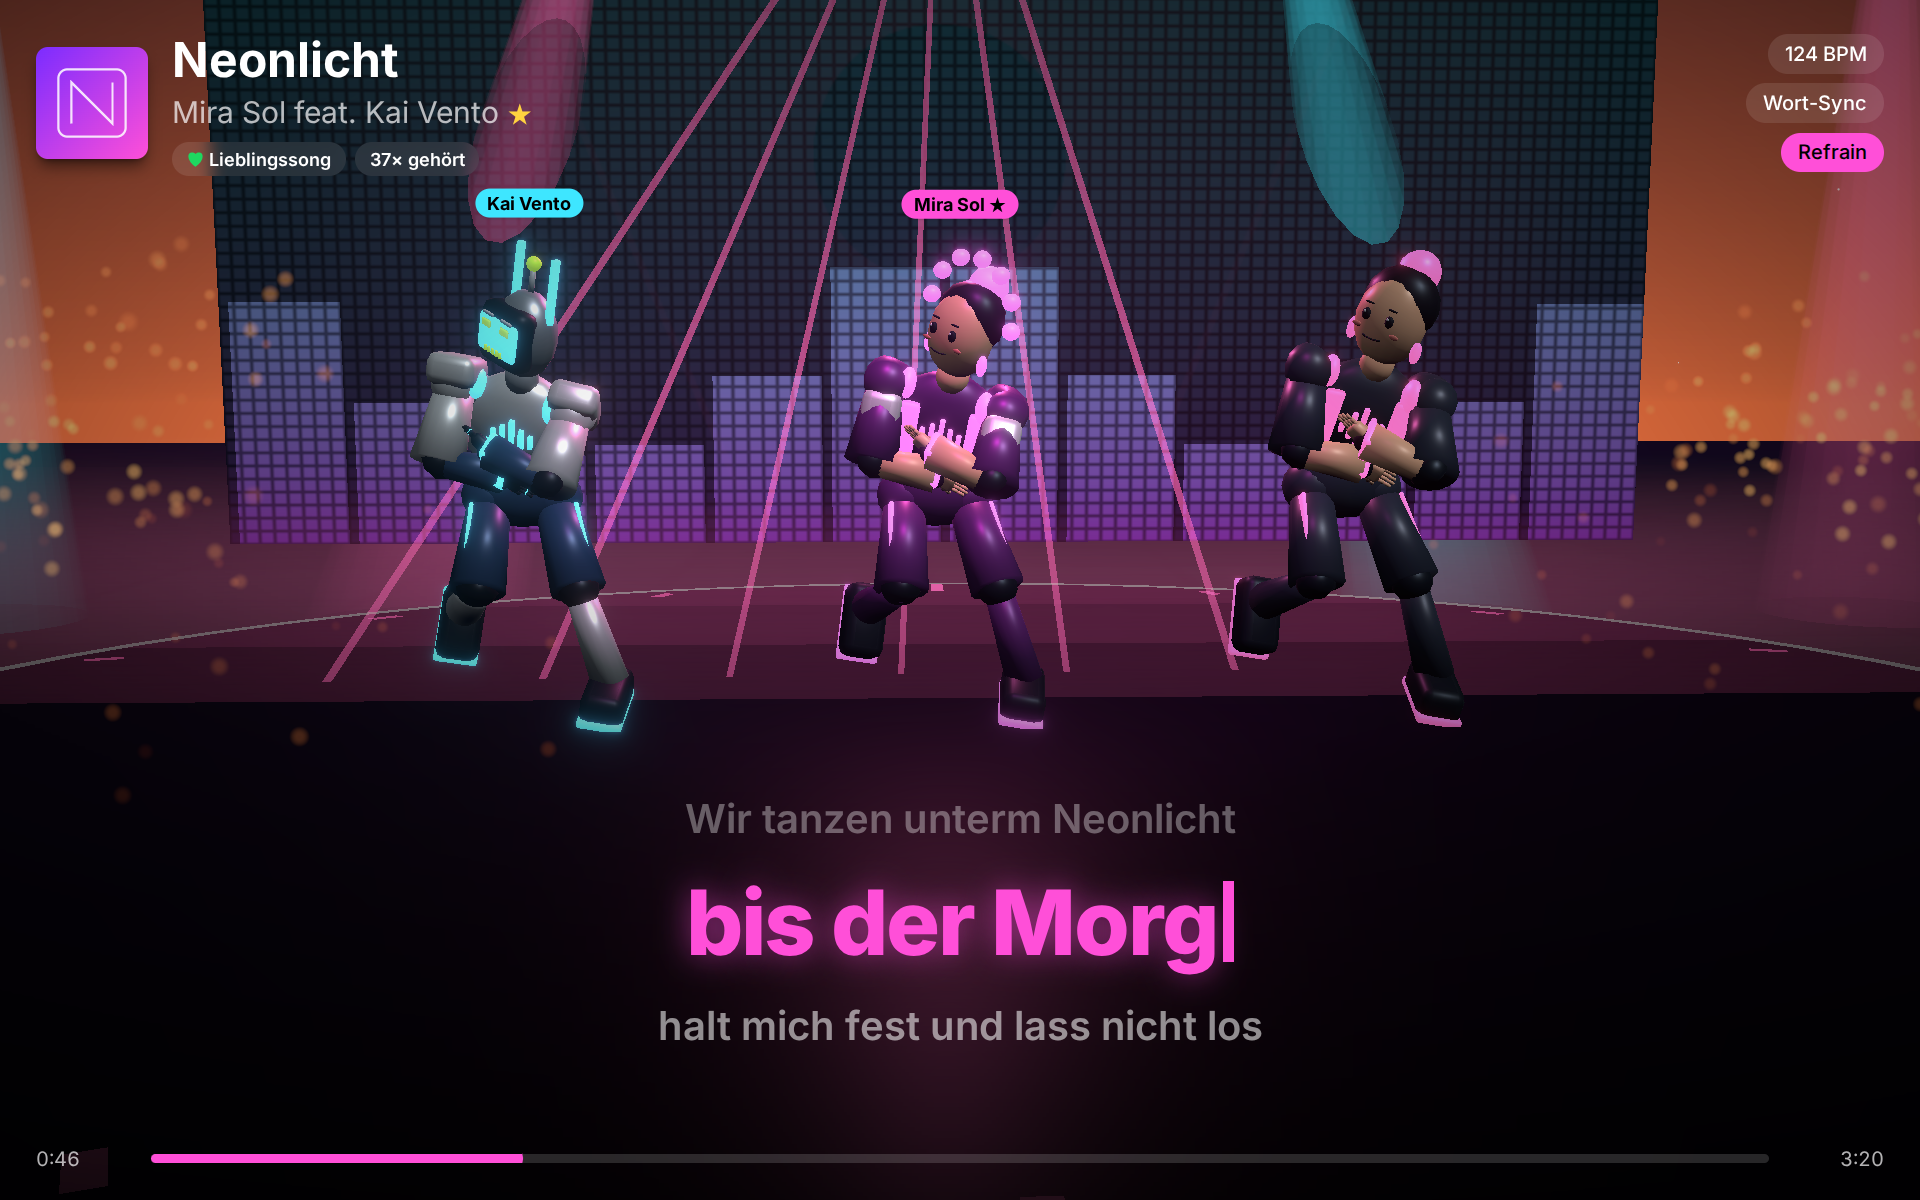 N
Neonlicht
Mira Sol feat. Kai Vento ★
Lieblingssong
37× gehört
124 BPM
Wort-Sync
Refrain
Kai Vento
Mira Sol ★
Wir tanzen unterm Neonlicht
bis der Morg
halt mich fest und lass nicht los
0:46
3:20